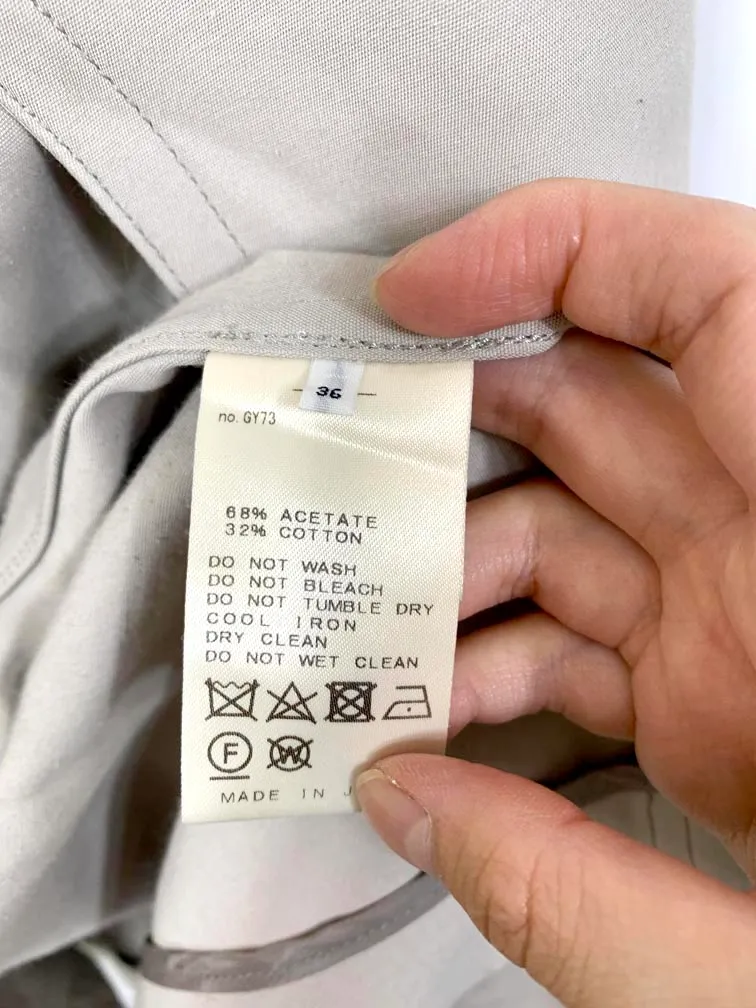 36
no. GY73
68% ACETATE
32% COTTON
DO NOT WASH
DO NOT BLEACH
DO NOT TUMBLE DRY
COOL IRON
DRY CLEAN
DO NOT WET CLEAN
F W
MADE IN